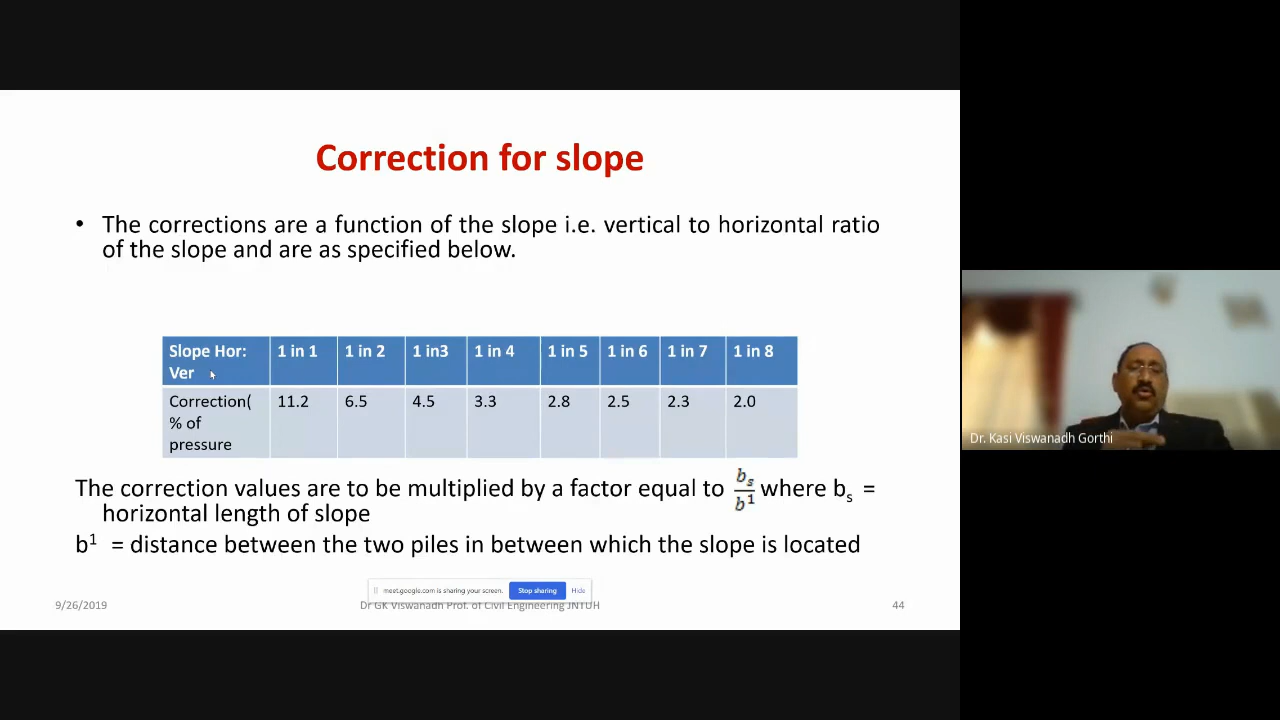 Correction for slope
• The corrections are a function of the slope i.e. vertical to horizontal ratio
of the slope and are as specified below.
Slope Hor: 1 in 1 1 in 2 1 in3 1 in 4 1 in 5 1 in 6 1 in 7 1 in 8
Ver
Correction( 11.2 6.5 4.5 3.3 2.8 2.5 2.3 2.0
% of
pressure
The correction values are to be multiplied by a factor equal to bₛ/b¹ where bₛ =
horizontal length of slope
b¹ = distance between the two piles in between which the slope is located
meet.google.com is sharing your screen. Stop sharing Hide
9/26/2019 Dr GK Viswanadh Prof. of Civil Engineering JNTUH 44
Dr. Kasi Viswanadh Gorthi